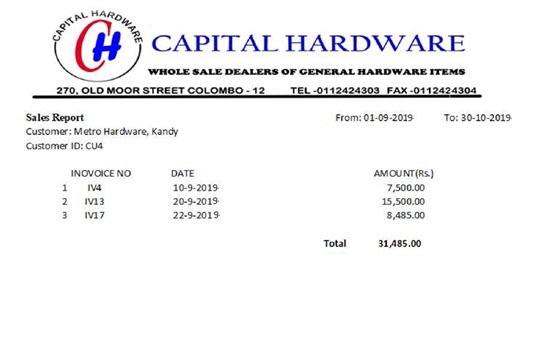 CAPITAL HARDWARE
CH
CAPITAL HARDWARE
WHOLE SALE DEALERS OF GENERAL HARDWARE ITEMS
270, OLD MOOR STREET COLOMBO - 12 TEL -0112424303 FAX -0112424304
Sales Report From: 01-09-2019 To: 30-10-2019
Customer: Metro Hardware, Kandy
Customer ID: CU4
INOVOICE NO DATE AMOUNT(Rs.)
1 IV4 10-9-2019 7,500.00
2 IV13 20-9-2019 15,500.00
3 IV17 22-9-2019 8,485.00
Total 31,485.00